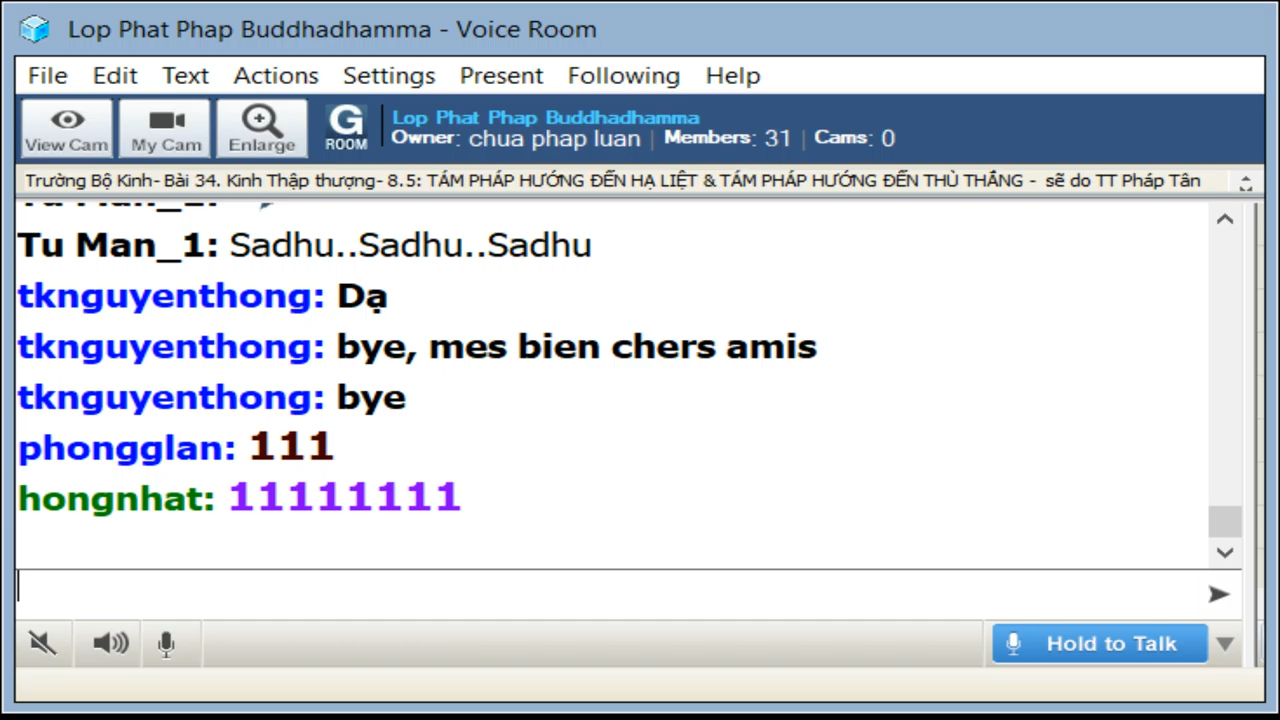 Lop Phat Phap Buddhadhamma - Voice Room
File Edit Text Actions Settings Present Following Help
View Cam My Cam Enlarge G ROOM
Lop Phat Phap Buddhadhamma
Owner: chua phap luan | Members: 31 | Cams: 0
Trường Bộ Kinh- Bài 34. Kinh Thập thượng- 8.5: TÁM PHÁP HƯỚNG ĐẾN HẠ LIỆT & TÁM PHÁP HƯỚNG ĐẾN THÙ THẮNG - sẽ do TT Pháp Tân
Tu Man_1: Sadhu..Sadhu..Sadhu
tknguyenthong: Dạ
tknguyenthong: bye, mes bien chers amis
tknguyenthong: bye
phongglan: 111
hongnhat: 11111111
Hold to Talk